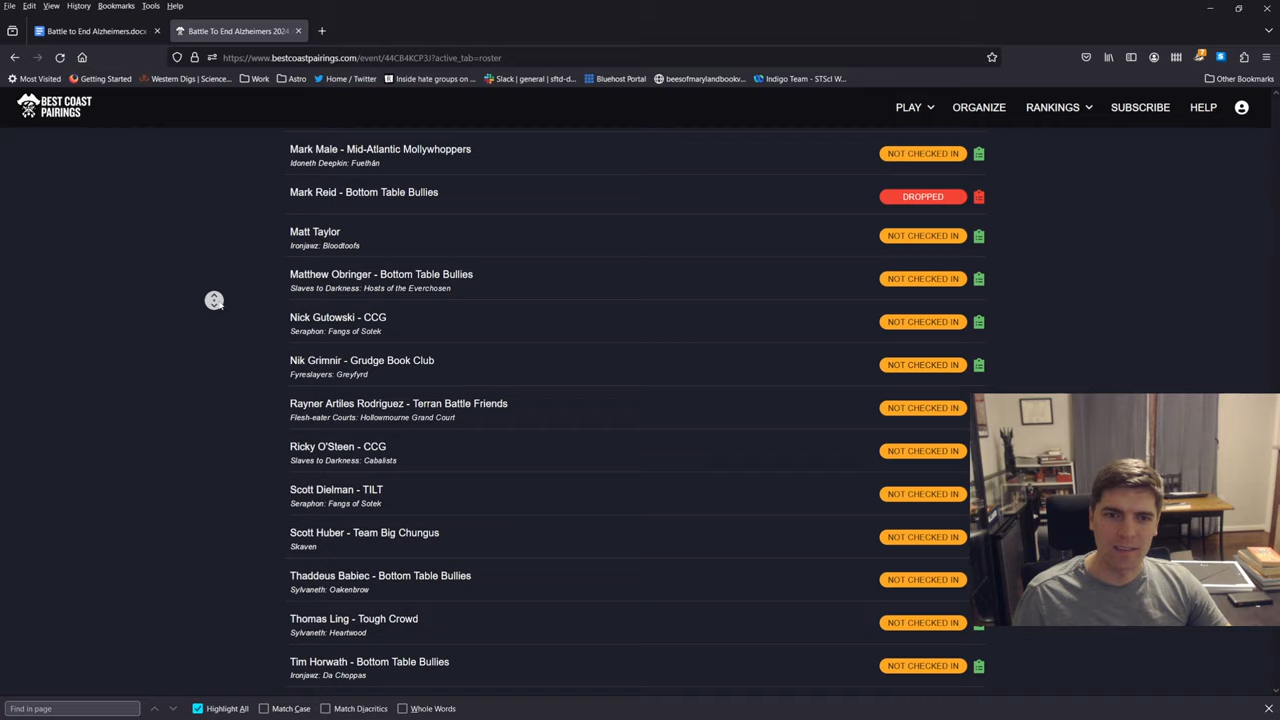 File Edit View History Bookmarks Tools Help
Battle to End Alzheimers.docx × Battle To End Alzheimers 2024 × +
https://www.bestcoastpairings.com/event/44CB4KCP3J?active_tab=roster
Most Visited Getting Started Western Digs | Science... Work Astro Home / Twitter Inside hate groups on ... Slack | general | sftd-d... Bluehost Portal beesofmarylandbookv... Indigo Team - STScI W... Other Bookmarks
BEST COAST PAIRINGS PLAY ORGANIZE RANKINGS SUBSCRIBE HELP
Mark Male - Mid-Atlantic Mollywhoppers NOT CHECKED IN
Idoneth Deepkin: Fuethán
Mark Reid - Bottom Table Bullies DROPPED
Matt Taylor NOT CHECKED IN
Ironjawz: Bloodtoofs
Matthew Obringer - Bottom Table Bullies NOT CHECKED IN
Slaves to Darkness: Hosts of the Everchosen
Nick Gutowski - CCG NOT CHECKED IN
Seraphon: Fangs of Sotek
Nik Grimnir - Grudge Book Club NOT CHECKED IN
Fyreslayers: Greyfyrd
Rayner Artiles Rodriguez - Terran Battle Friends NOT CHECKED IN
Flesh-eater Courts: Hollowmourne Grand Court
Ricky O'Steen - CCG NOT CHECKED IN
Slaves to Darkness: Cabalists
Scott Dielman - TILT NOT CHECKED IN
Seraphon: Fangs of Sotek
Scott Huber - Team Big Chungus NOT CHECKED IN
Skaven
Thaddeus Babiec - Bottom Table Bullies NOT CHECKED IN
Sylvaneth: Oakenbrow
Thomas Ling - Tough Crowd NOT CHECKED IN
Sylvaneth: Heartwood
Tim Horwath - Bottom Table Bullies NOT CHECKED IN
Ironjawz: Da Choppas
Find in page Highlight All Match Case Match Diacritics Whole Words